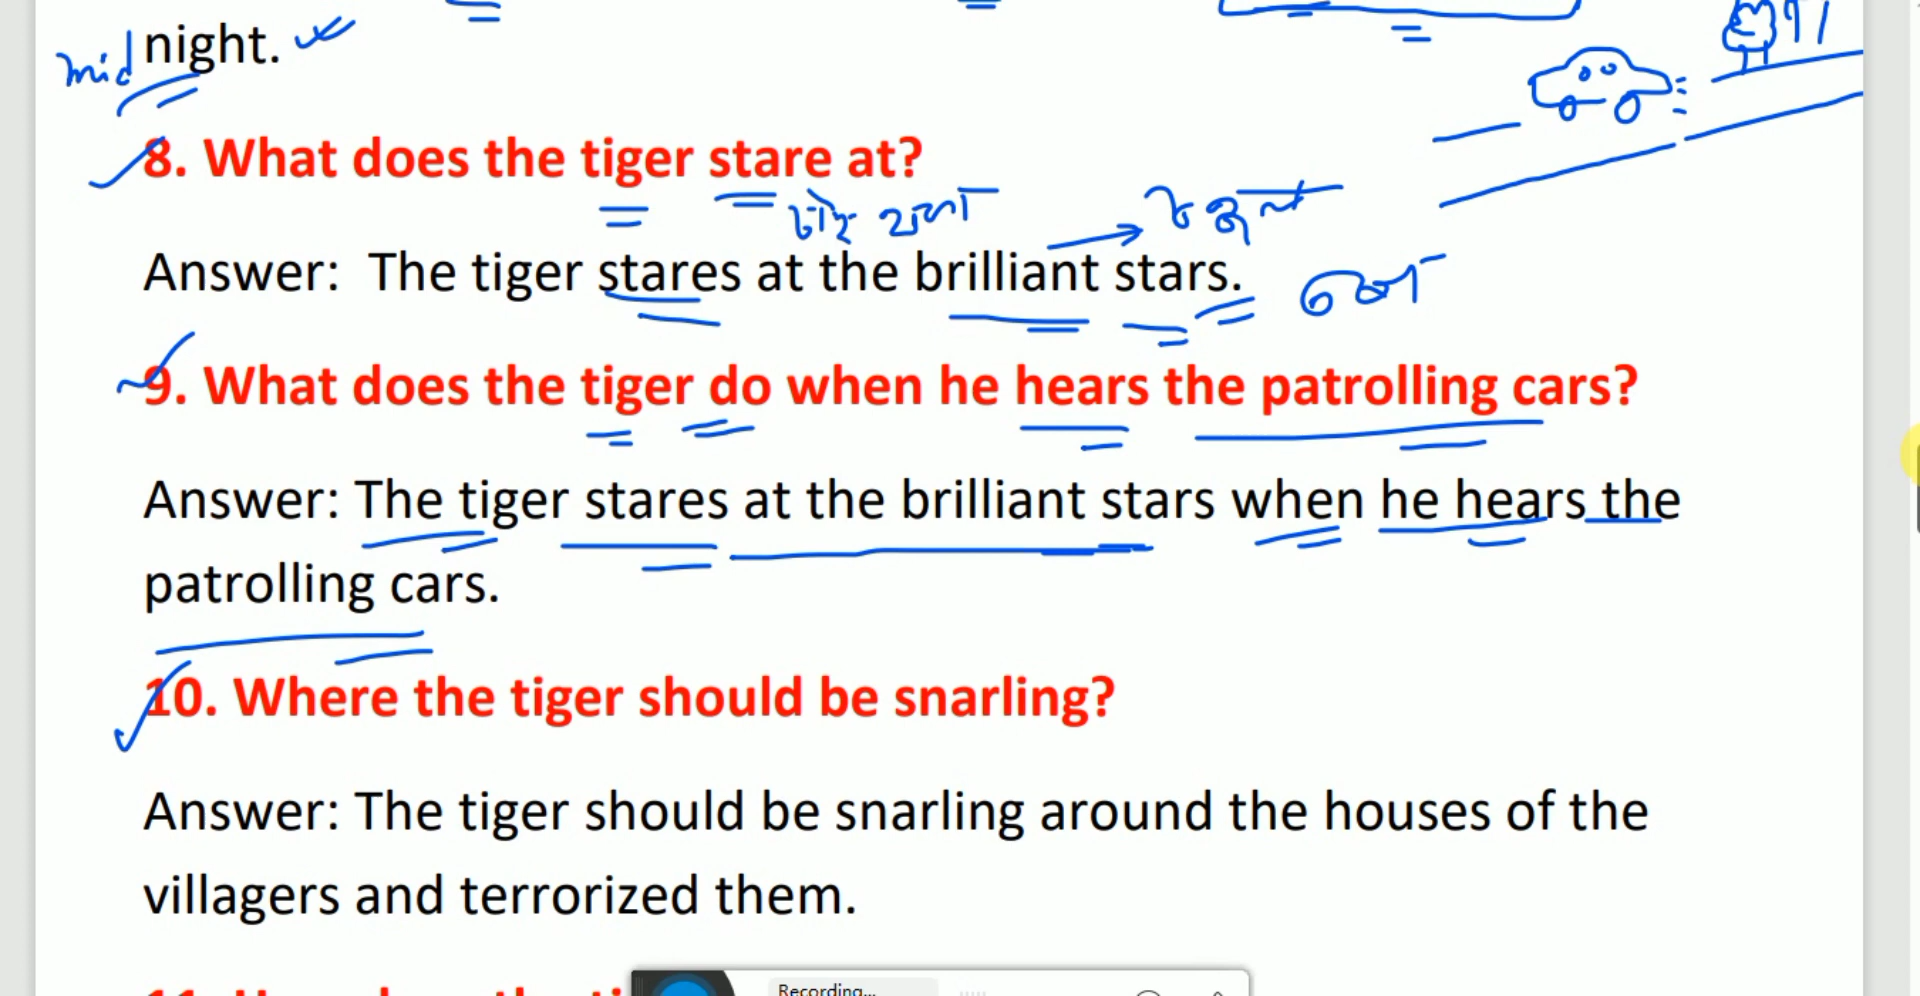 mid night.
8. What does the tiger stare at?
Answer: The tiger stares at the brilliant stars.
9. What does the tiger do when he hears the patrolling cars?
Answer: The tiger stares at the brilliant stars when he hears the
patrolling cars.
10. Where the tiger should be snarling?
Answer: The tiger should be snarling around the houses of the
villagers and terrorized them.
Recording...